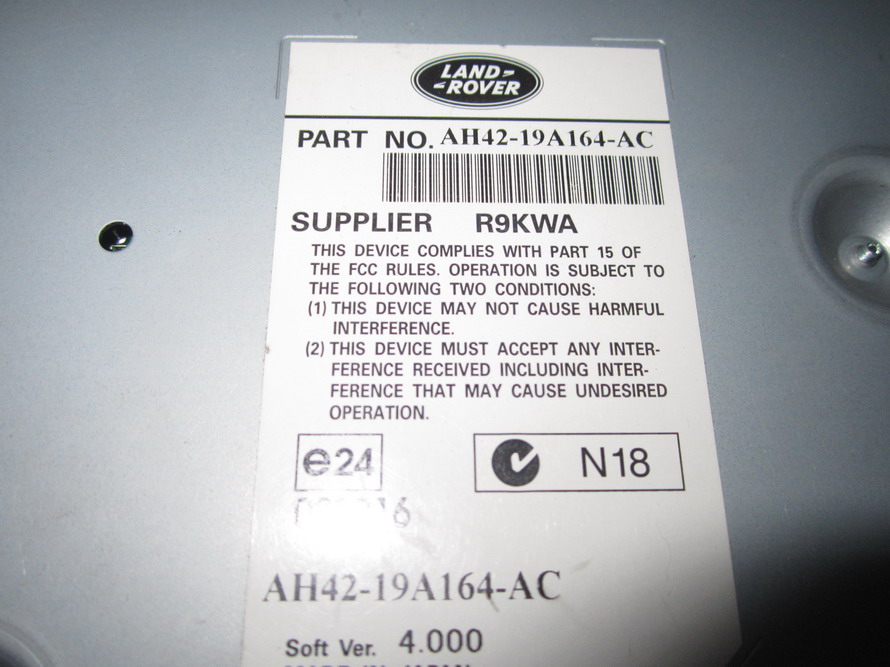 LAND-
-ROVER
PART NO. AH42-19A164-AC
SUPPLIER R9KWA
THIS DEVICE COMPLIES WITH PART 15 OF
THE FCC RULES. OPERATION IS SUBJECT TO
THE FOLLOWING TWO CONDITIONS:
(1) THIS DEVICE MAY NOT CAUSE HARMFUL
INTERFERENCE.
(2) THIS DEVICE MUST ACCEPT ANY INTER-
FERENCE RECEIVED INCLUDING INTER-
FERENCE THAT MAY CAUSE UNDESIRED
OPERATION.
e24
N18
AH42-19A164-AC
Soft Ver. 4.000